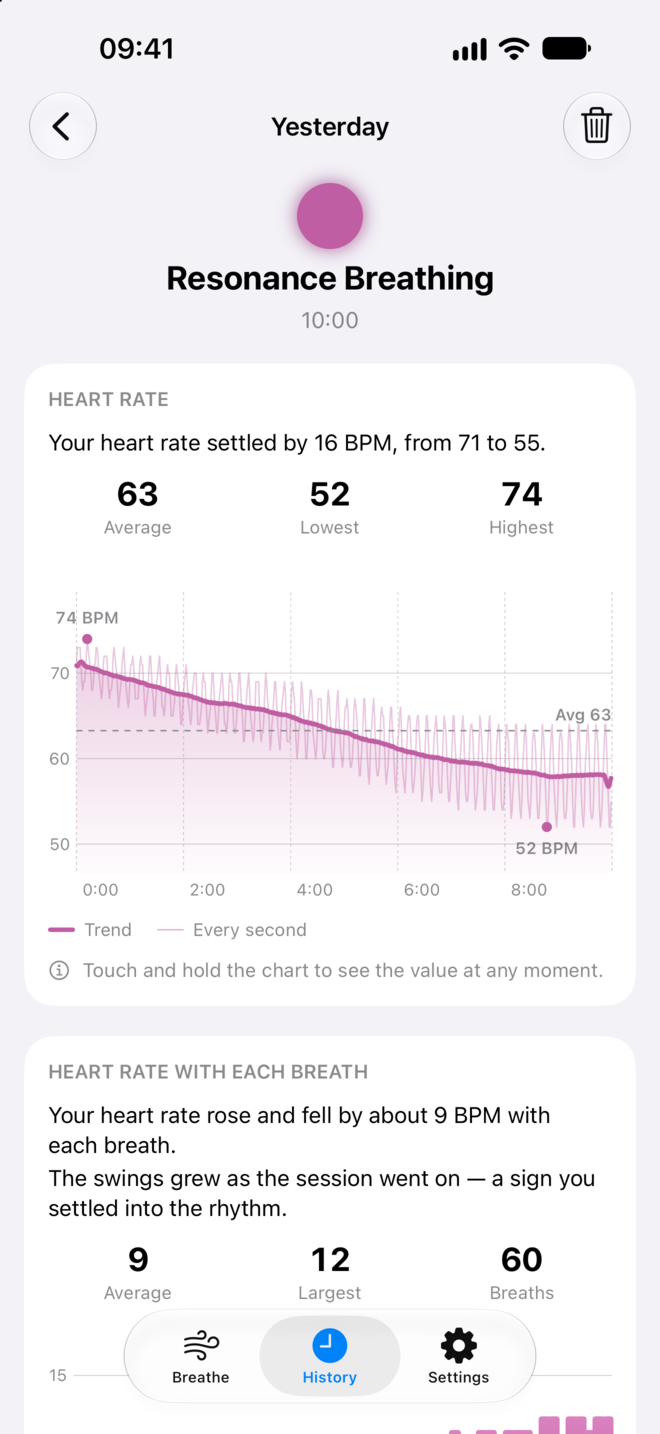 09:41
Yesterday
Resonance Breathing
10:00
HEART RATE
Your heart rate settled by 16 BPM, from 71 to 55.
63 52 74
Average Lowest Highest
74 BPM
70
Avg 63
60
52 BPM
50
0:00 2:00 4:00 6:00 8:00
Trend Every second
Touch and hold the chart to see the value at any moment.
HEART RATE WITH EACH BREATH
Your heart rate rose and fell by about 9 BPM with
each breath.
The swings grew as the session went on — a sign you
settled into the rhythm.
9 12 60
Average Largest Breaths
15
Breathe History Settings